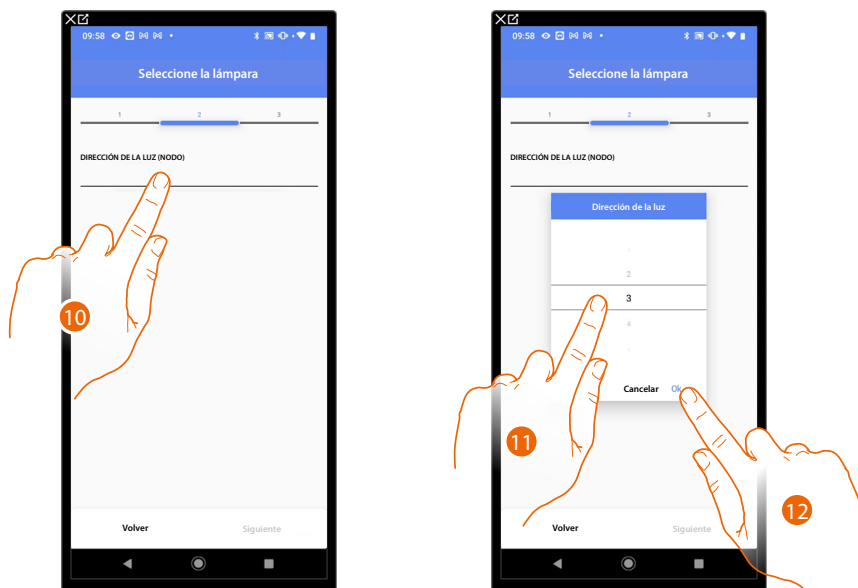 09:58
Seleccione la lámpara
1 2 3
DIRECCIÓN DE LA LUZ (NODO)
10
Volver Siguiente
09:58
Seleccione la lámpara
1 2 3
DIRECCIÓN DE LA LUZ (NODO)
Dirección de la luz
2
3
4
Cancelar Ok
11
12
Volver Siguiente